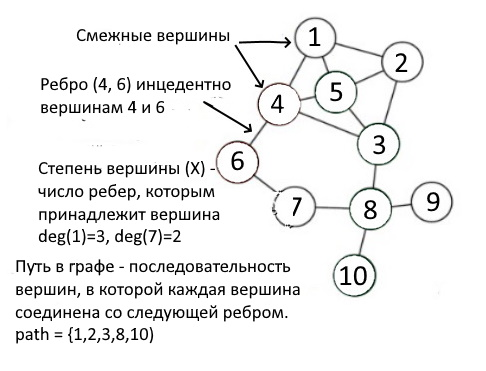 Смежные вершины
1
2
Ребро (4, 6) инцедентно
вершинам 4 и 6
4
5
3
6
Степень вершины (X) -
число ребер, которым
принадлежит вершина
deg(1)=3, deg(7)=2
7
8
9
Путь в графе - последовательность
вершин, в которой каждая вершина
соединена со следующей ребром.
path = {1,2,3,8,10)
10